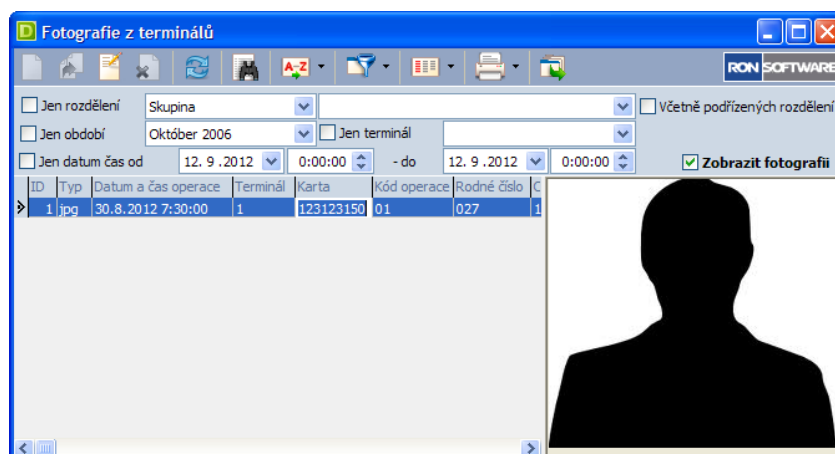 Fotografie z terminálů
A-Z RON SOFTWARE
Jen rozdělení Skupina Včetně podřízených rozdělení
Jen období Október 2006 Jen terminál
Jen datum čas od 12. 9 .2012 0:00:00 - do 12. 9 .2012 0:00:00 Zobrazit fotografii
ID Typ Datum a čas operace Terminál Karta Kód operace Rodné číslo
1 jpg 30.8.2012 7:30:00 1 123123150 01 027 1